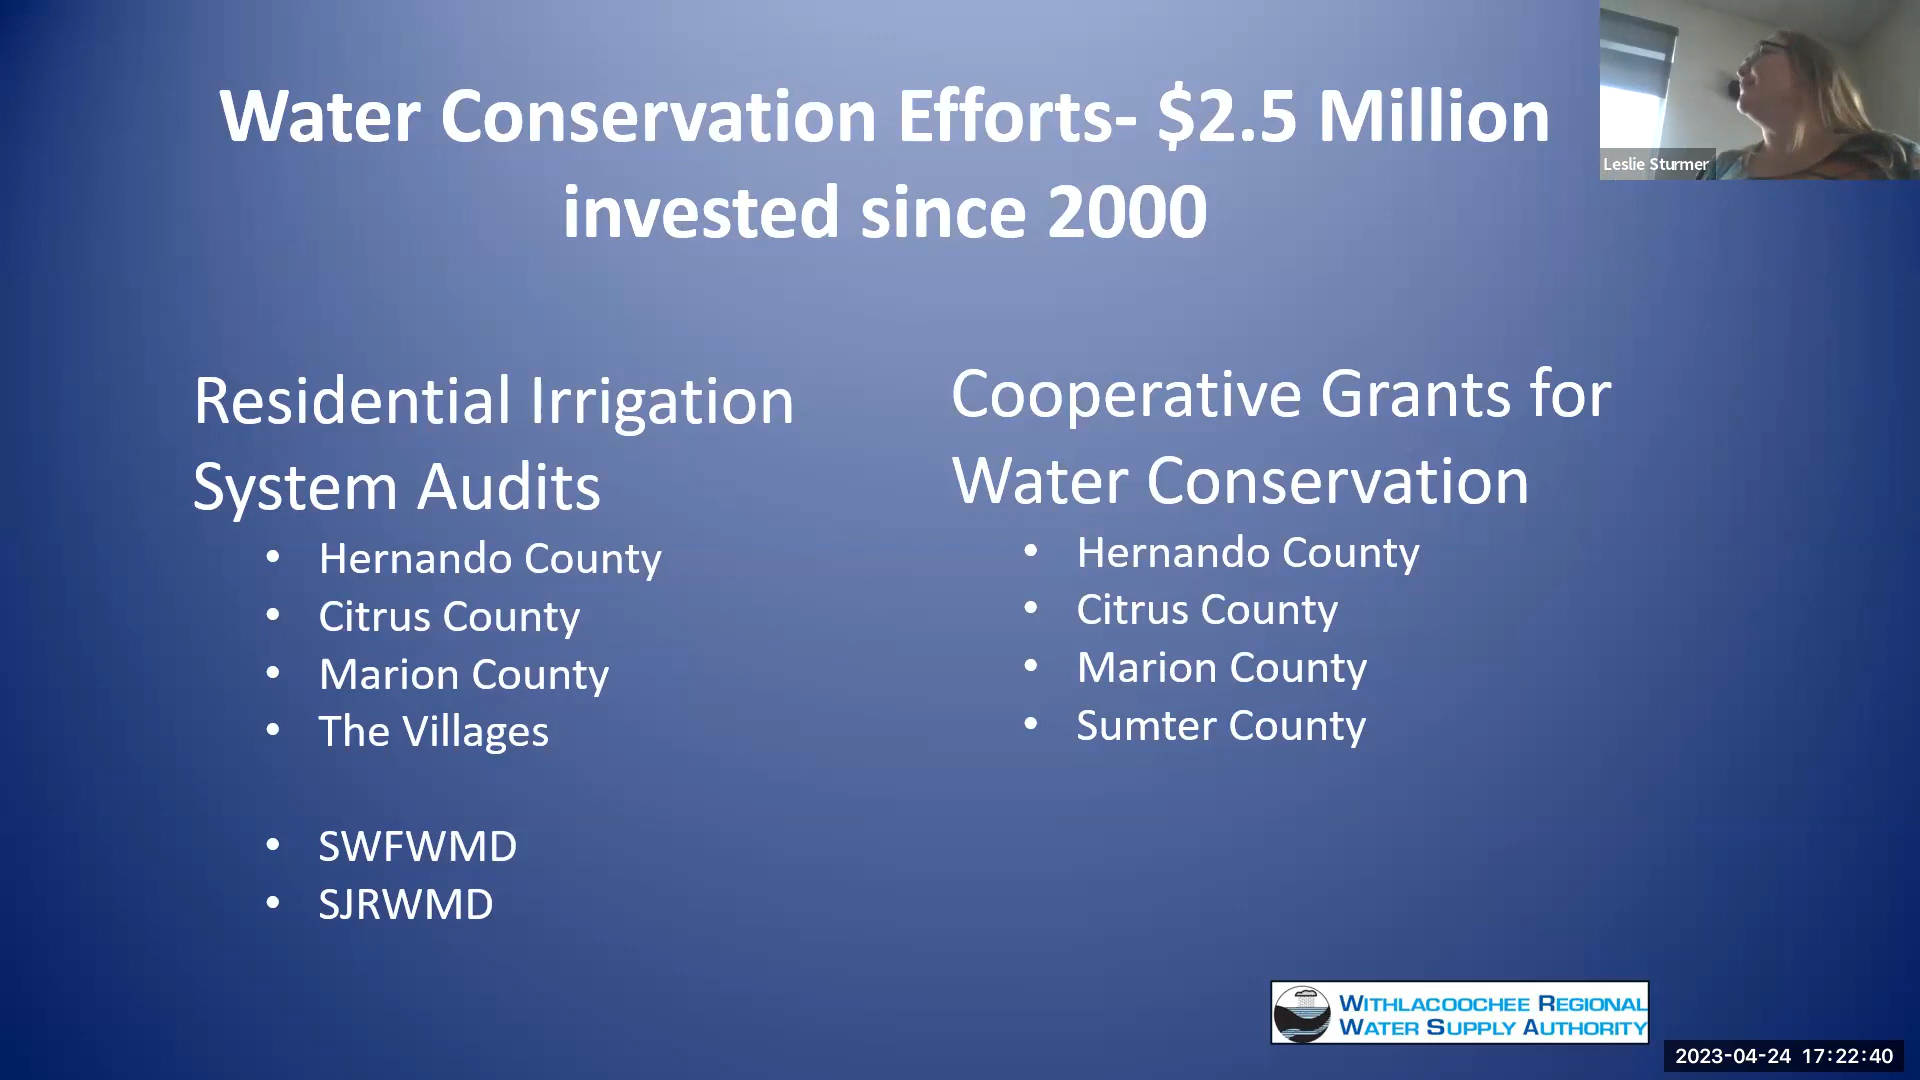 Water Conservation Efforts- $2.5 Million
invested since 2000
Leslie Sturmer
Residential Irrigation
System Audits
• Hernando County
• Citrus County
• Marion County
• The Villages
• SWFWMD
• SJRWMD
Cooperative Grants for
Water Conservation
• Hernando County
• Citrus County
• Marion County
• Sumter County
WITHLACOOCHEE REGIONAL
WATER SUPPLY AUTHORITY
2023-04-24 17:22:40